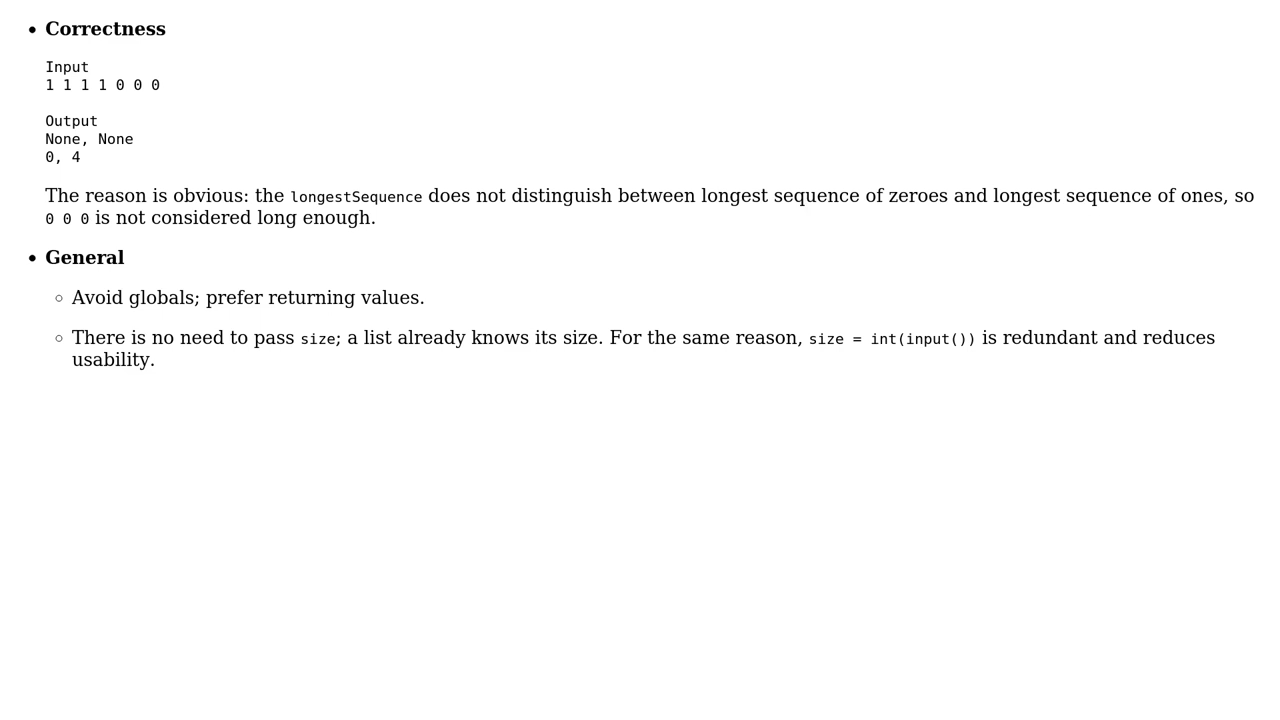 Correctness
Input
1 1 1 1 0 0 0
Output
None, None
0, 4
The reason is obvious: the longestSequence does not distinguish between longest sequence of zeroes and longest sequence of ones, so
0 0 0 is not considered long enough.
General
Avoid globals; prefer returning values.
There is no need to pass size; a list already knows its size. For the same reason, size = int(input()) is redundant and reduces
usability.